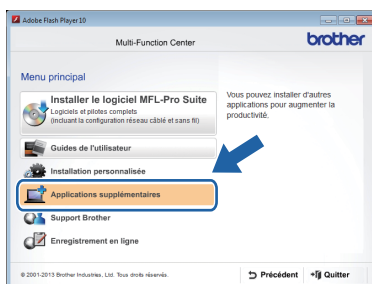 Adobe Flash Player 10
Multi-Function Center
brother
Menu principal
Installer le logiciel MFL-Pro Suite
Logiciels et pilotes complets
(incluant la configuration réseau câblé et sans fil)
Vous pouvez installer d'autres
applications pour augmenter la
productivité.
Guides de l'utilisateur
Installation personnalisée
Applications supplémentaires
Support Brother
Enregistrement en ligne
© 2001-2013 Brother Industries, Ltd. Tous droits réservés.
Précédent
Quitter